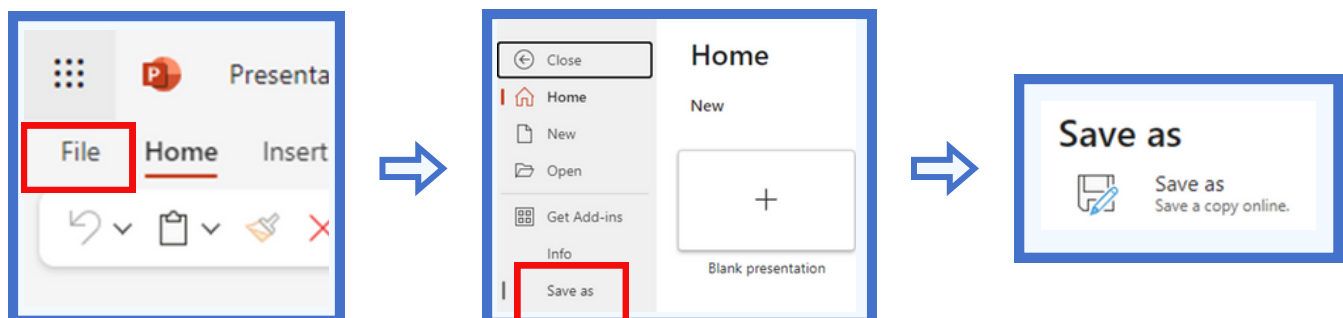 P
Presenta
File Home Insert
Close
Home
New
Open
Get Add-ins
Info
Save as
Home
New
Blank presentation
Save as
Save as
Save a copy online.